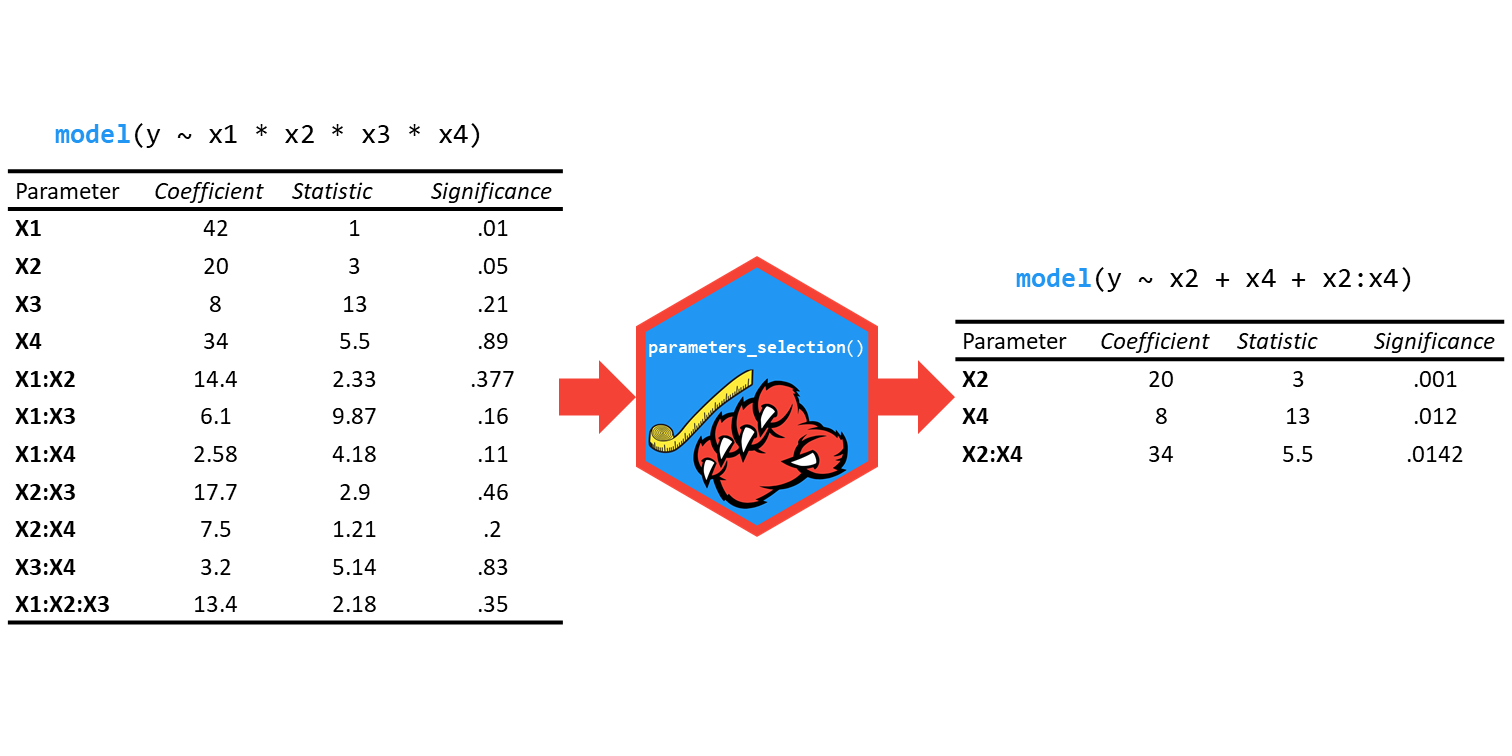 model(y ~ x1 * x2 * x3 * x4)
Parameter Coefficient Statistic Significance
X1 42 1 .01
X2 20 3 .05
X3 8 13 .21
X4 34 5.5 .89
X1:X2 14.4 2.33 .377
X1:X3 6.1 9.87 .16
X1:X4 2.58 4.18 .11
X2:X3 17.7 2.9 .46
X2:X4 7.5 1.21 .2
X3:X4 3.2 5.14 .83
X1:X2:X3 13.4 2.18 .35
parameters_selection()
model(y ~ x2 + x4 + x2:x4)
Parameter Coefficient Statistic Significance
X2 20 3 .001
X4 8 13 .012
X2:X4 34 5.5 .0142